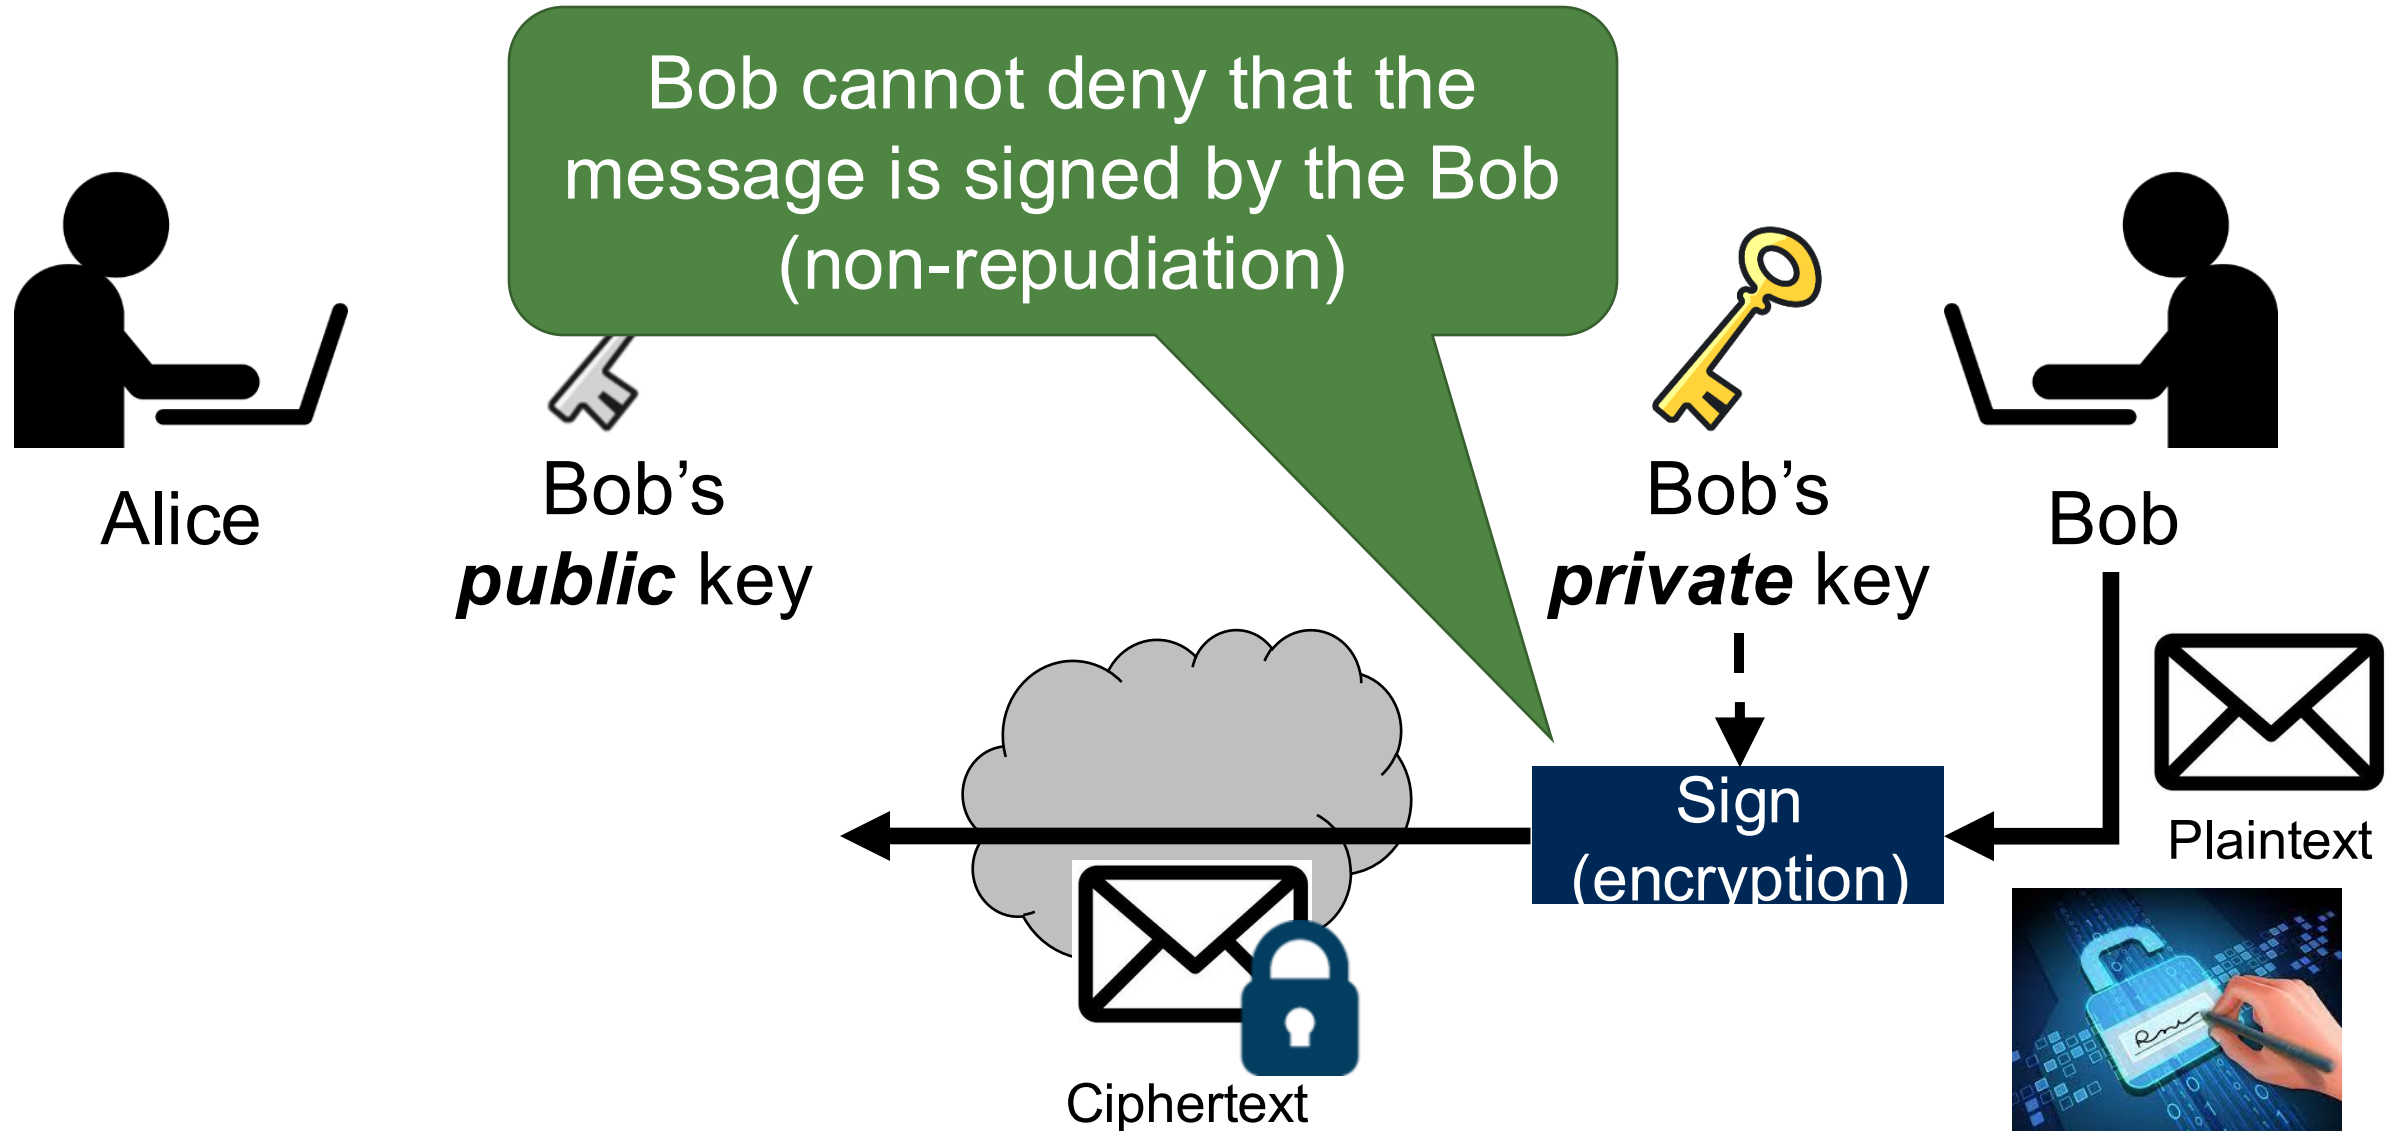 Bob cannot deny that the
message is signed by the Bob
(non-repudiation)
Alice
Bob's
public key
Bob's
private key
Bob
Sign
(encryption)
Plaintext
Ciphertext